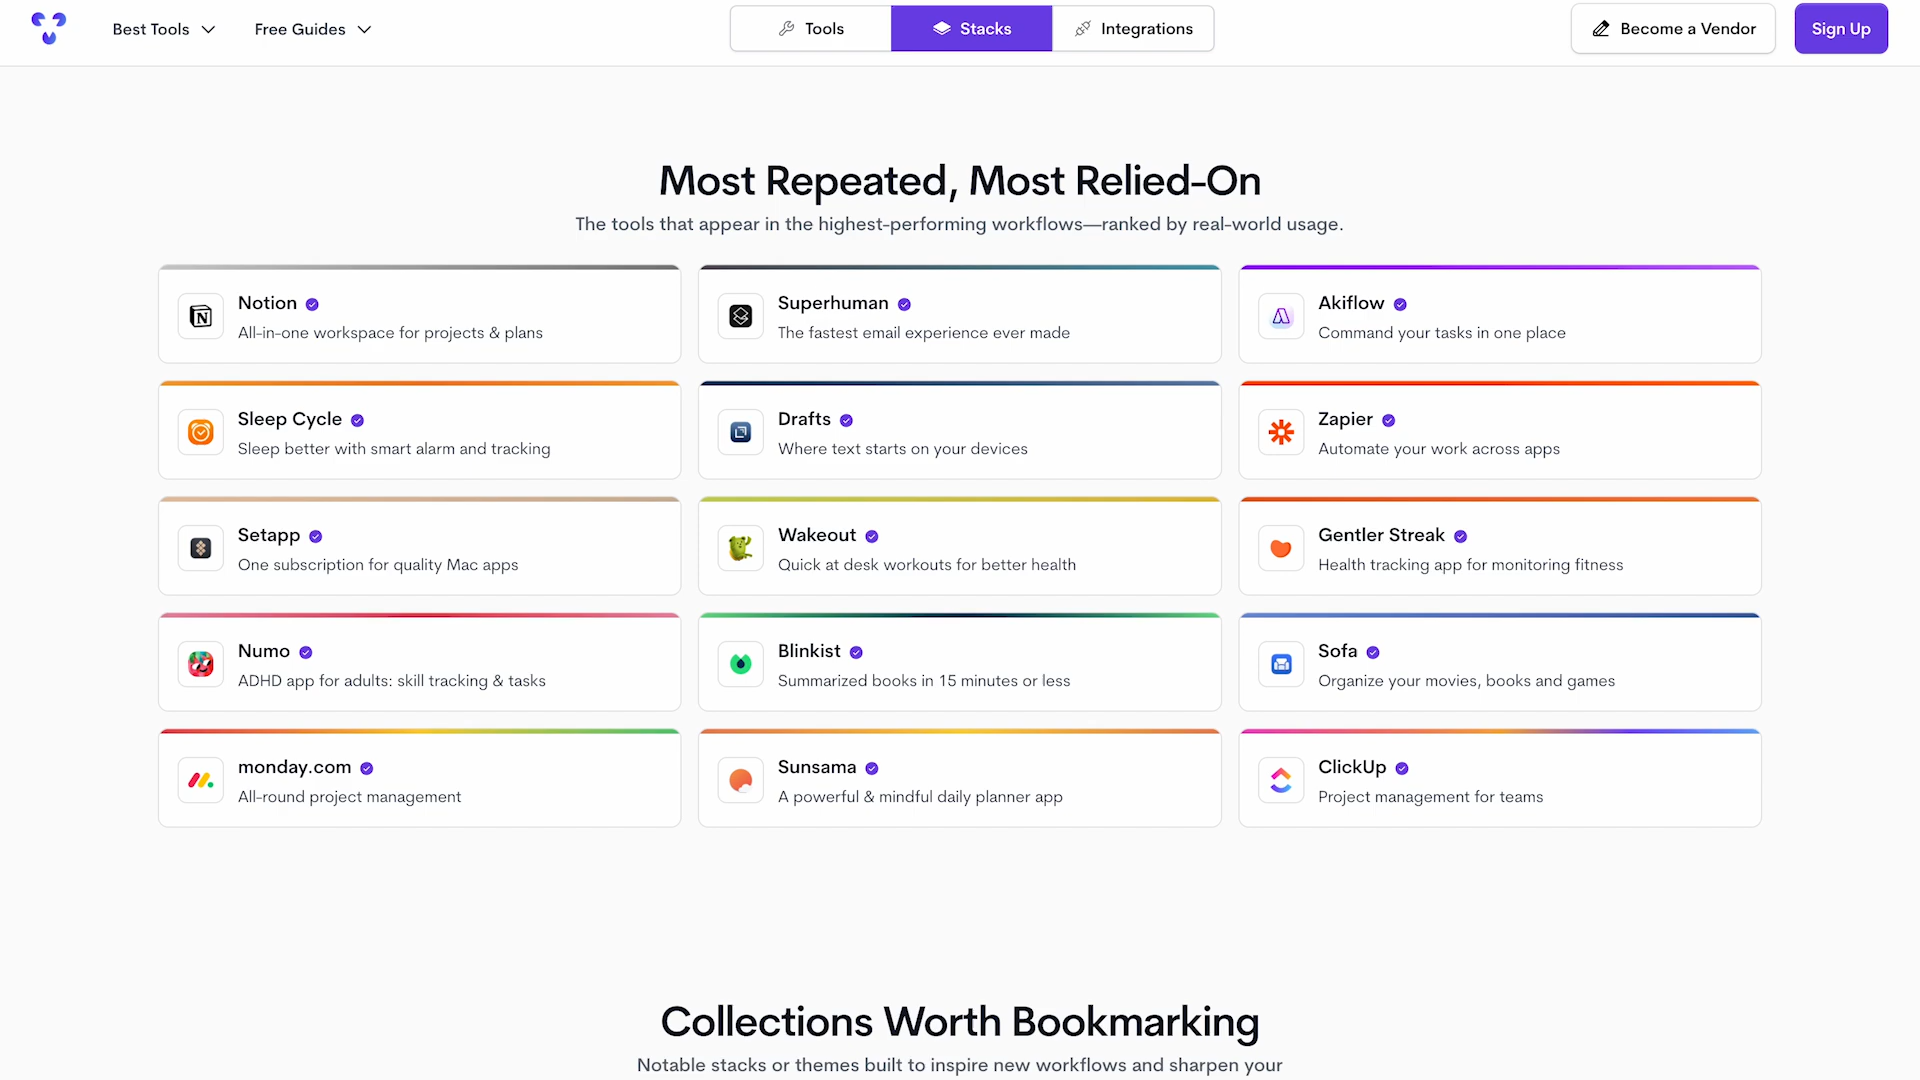 Best Tools
Free Guides
Tools
Stacks
Integrations
Become a Vendor
Sign Up
Most Repeated, Most Relied-On
The tools that appear in the highest-performing workflows—ranked by real-world usage.
Notion
All-in-one workspace for projects & plans
Superhuman
The fastest email experience ever made
Akiflow
Command your tasks in one place
Sleep Cycle
Sleep better with smart alarm and tracking
Drafts
Where text starts on your devices
Zapier
Automate your work across apps
Setapp
One subscription for quality Mac apps
Wakeout
Quick at desk workouts for better health
Gentler Streak
Health tracking app for monitoring fitness
Numo
ADHD app for adults: skill tracking & tasks
Blinkist
Summarized books in 15 minutes or less
Sofa
Organize your movies, books and games
monday.com
All-round project management
Sunsama
A powerful & mindful daily planner app
ClickUp
Project management for teams
Collections Worth Bookmarking
Notable stacks or themes built to inspire new workflows and sharpen your